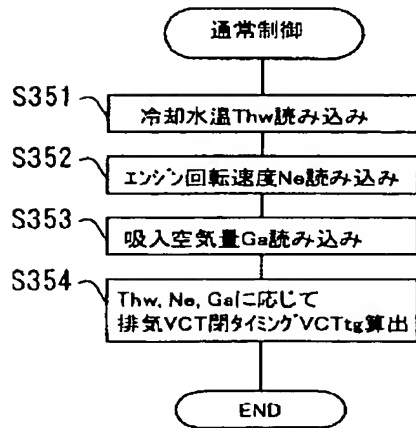 通常制御
S351
冷却水温Thw読み込み
S352
エンジン回転速度Ne読み込み
S353
吸入空気量Ga読み込み
S354
Thw, Ne, Gaに応じて
排気VCT閉タイミングVCTtg算出
END